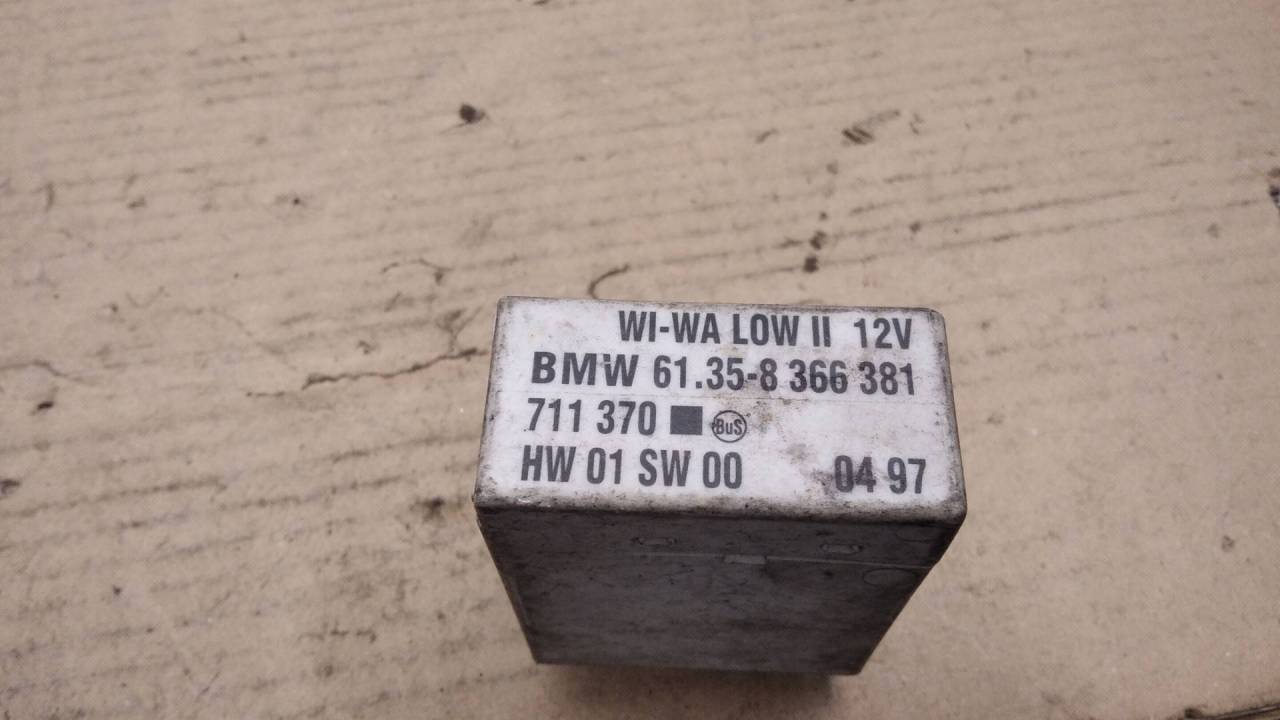 WI-WA LOW II 12V
BMW 61.35-8 366 381
711 370 ■ BuS
HW 01 SW 00 04 97